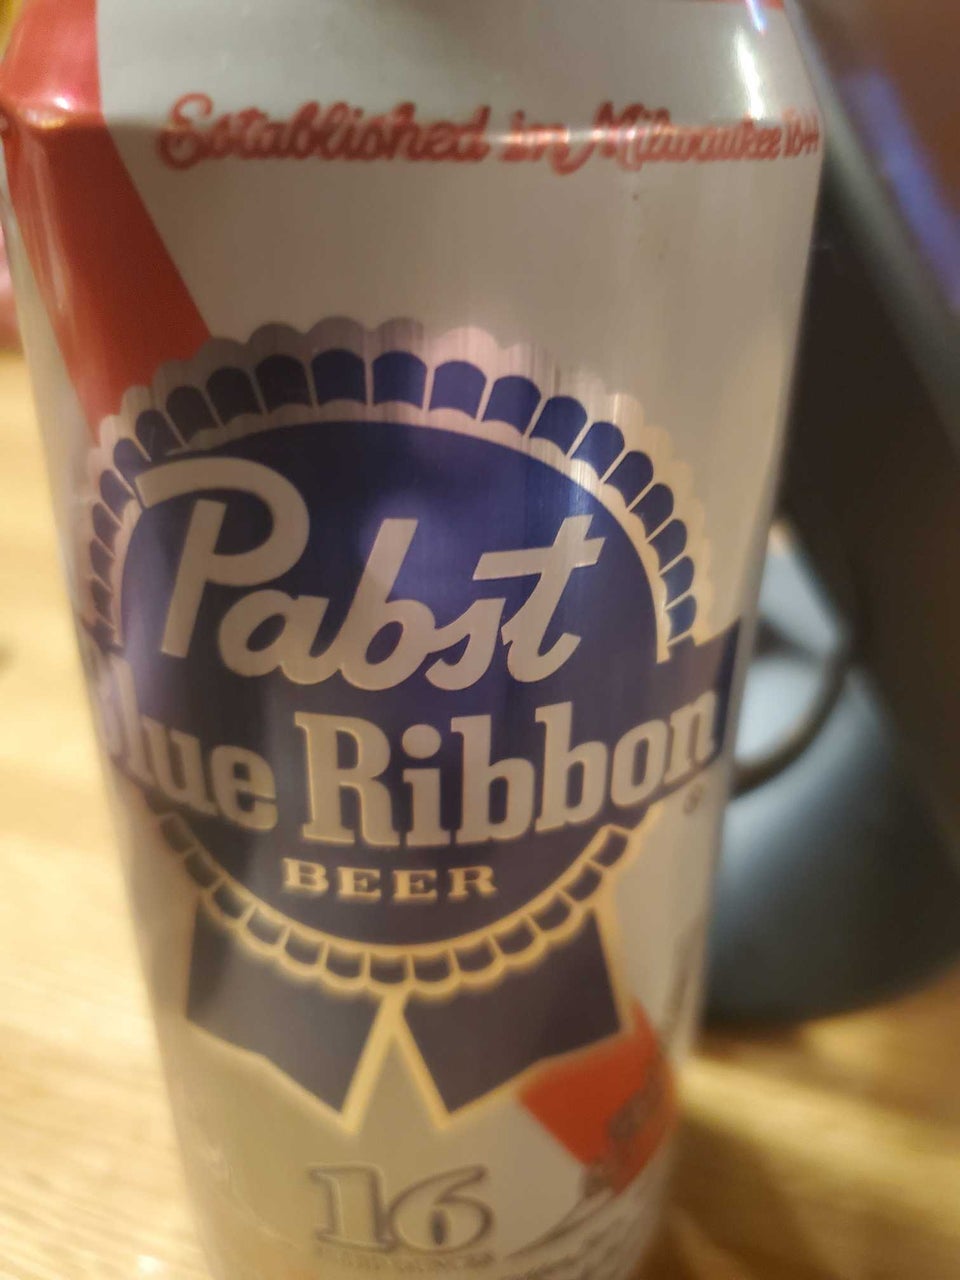 Established in Milwaukee 1844
Pabst
Blue Ribbon
BEER
16